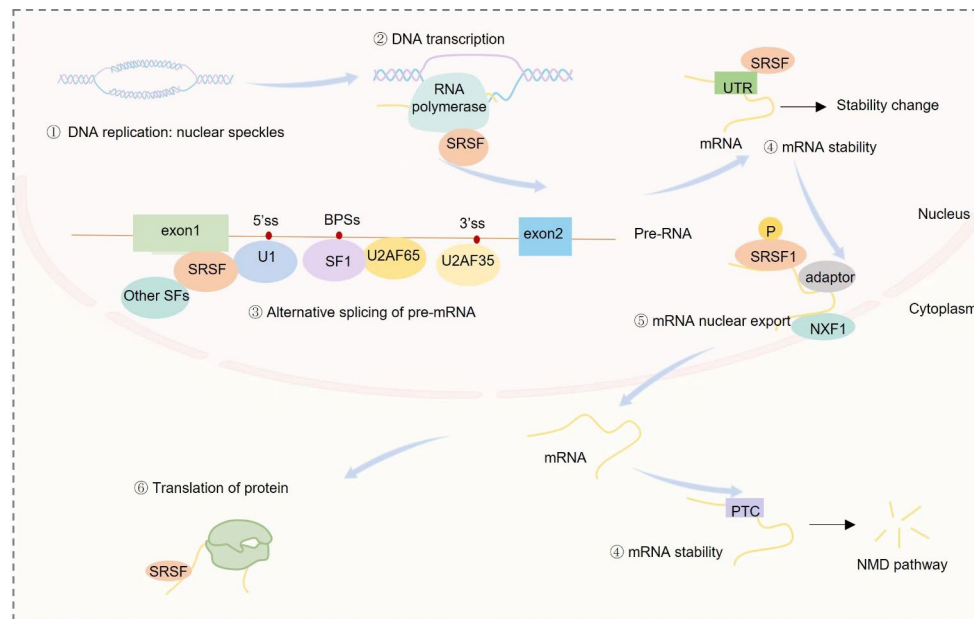 ① DNA replication: nuclear speckles
② DNA transcription
RNA
polymerase
SRSF
SRSF
UTR
mRNA
Stability change
④ mRNA stability
Nucleus
exon1
5’ss
BPSs
3’ss
exon2
Pre-RNA
SRSF
U1
SF1
U2AF65
U2AF35
Other SFs
③ Alternative splicing of pre-mRNA
P
SRSF1
adaptor
NXF1
⑤ mRNA nuclear export
Cytoplasm
mRNA
⑥ Translation of protein
SRSF
PTC
④ mRNA stability
NMD pathway